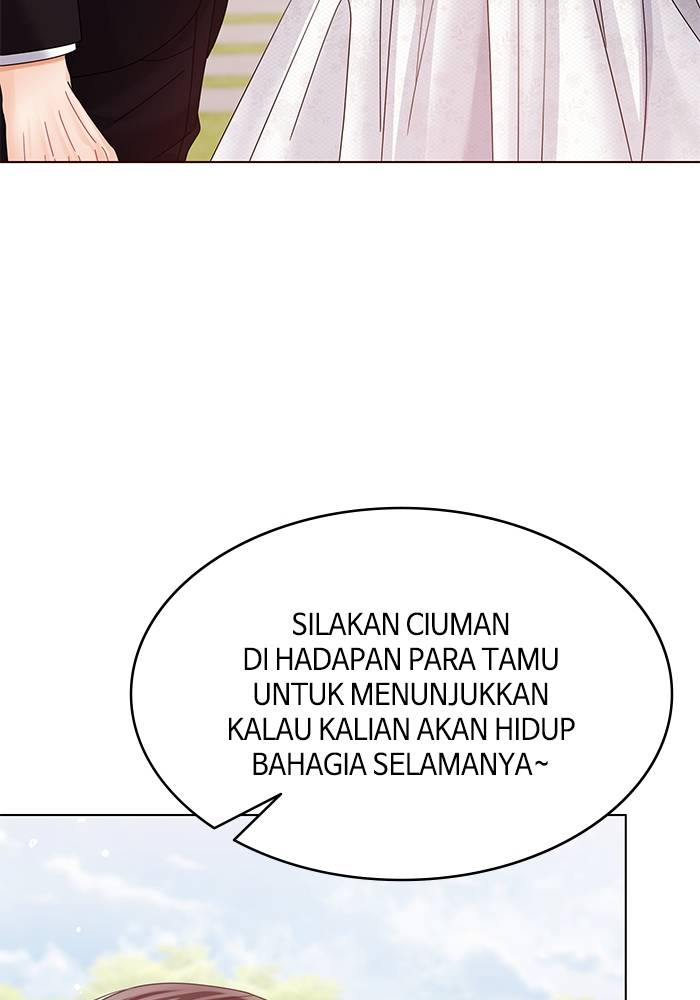 SILAKAN CIUMAN
DI HADAPAN PARA TAMU
UNTUK MENUNJUKKAN
KALAU KALIAN AKAN HIDUP
BAHAGIA SELAMANYA~